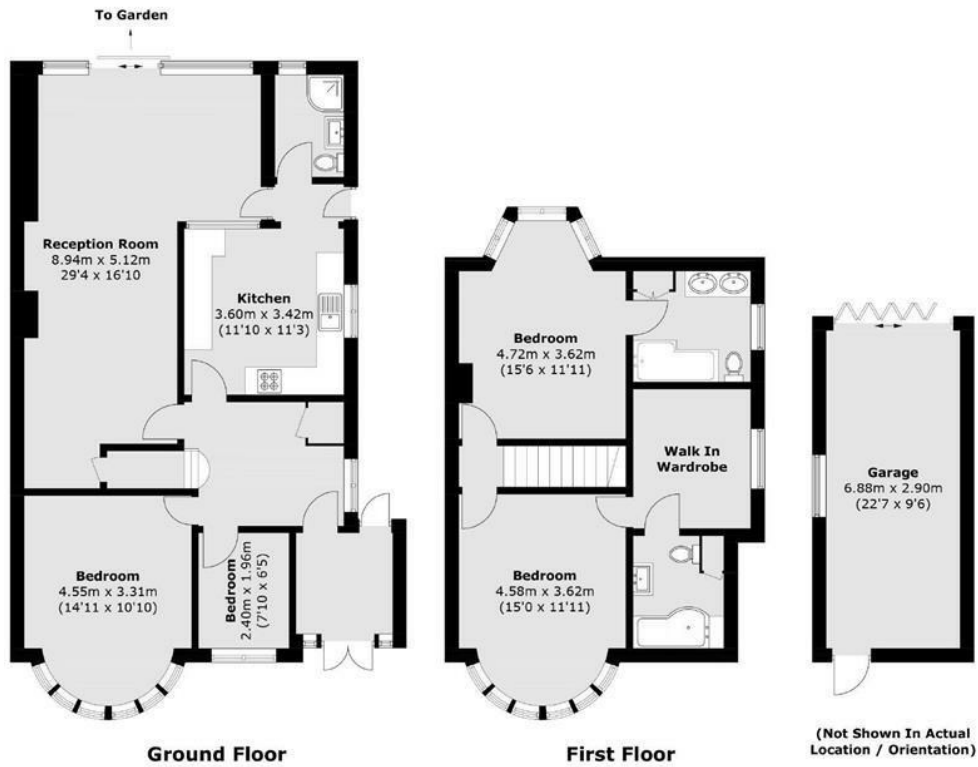 To Garden
Reception Room
8.94m x 5.12m
29'4 x 16'10
Kitchen
3.60m x 3.42m
(11'10 x 11'3)
Bedroom
4.55m x 3.31m
(14'11 x 10'10)
Bedroom
2.40m x 1.96m
(7'10 x 6'5)
Ground Floor
Bedroom
4.72m x 3.62m
(15'6 x 11'11)
Walk In
Wardrobe
Bedroom
4.58m x 3.62m
(15'0 x 11'11)
First Floor
Garage
6.88m x 2.90m
(22'7 x 9'6)
(Not Shown In Actual
Location / Orientation)